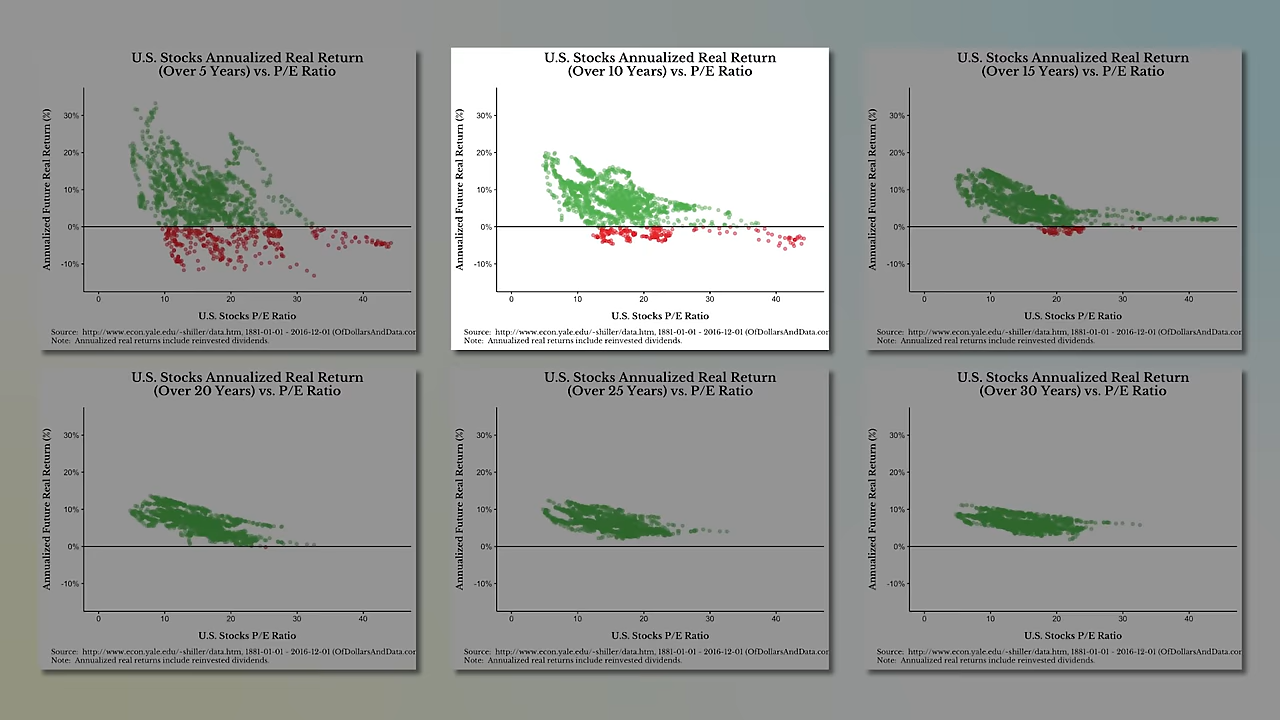 U.S. Stocks Annualized Real Return
(Over 5 Years) vs. P/E Ratio
Annualized Future Real Return (%)
30%
20%
10%
0%
-10%
0 10 20 30 40
U.S. Stocks P/E Ratio
Source: http://www.econ.yale.edu/~shiller/data.htm, 1881-01-01 - 2016-12-01 (OfDollarsAndData.cor
Note: Annualized real returns include reinvested dividends.
U.S. Stocks Annualized Real Return
(Over 10 Years) vs. P/E Ratio
Annualized Future Real Return (%)
30%
20%
10%
0%
-10%
0 10 20 30 40
U.S. Stocks P/E Ratio
Source: http://www.econ.yale.edu/~shiller/data.htm, 1881-01-01 - 2016-12-01 (OfDollarsAndData.cor
Note: Annualized real returns include reinvested dividends.
U.S. Stocks Annualized Real Return
(Over 15 Years) vs. P/E Ratio
Annualized Future Real Return (%)
30%
20%
10%
0%
-10%
0 10 20 30 40
U.S. Stocks P/E Ratio
Source: http://www.econ.yale.edu/~shiller/data.htm, 1881-01-01 - 2016-12-01 (OfDollarsAndData.cor
Note: Annualized real returns include reinvested dividends.
U.S. Stocks Annualized Real Return
(Over 20 Years) vs. P/E Ratio
Annualized Future Real Return (%)
30%
20%
10%
0%
-10%
0 10 20 30 40
U.S. Stocks P/E Ratio
Source: http://www.econ.yale.edu/~shiller/data.htm, 1881-01-01 - 2016-12-01 (OfDollarsAndData.cor
Note: Annualized real returns include reinvested dividends.
U.S. Stocks Annualized Real Return
(Over 25 Years) vs. P/E Ratio
Annualized Future Real Return (%)
30%
20%
10%
0%
-10%
0 10 20 30 40
U.S. Stocks P/E Ratio
Source: http://www.econ.yale.edu/~shiller/data.htm, 1881-01-01 - 2016-12-01 (OfDollarsAndData.cor
Note: Annualized real returns include reinvested dividends.
U.S. Stocks Annualized Real Return
(Over 30 Years) vs. P/E Ratio
Annualized Future Real Return (%)
30%
20%
10%
0%
-10%
0 10 20 30 40
U.S. Stocks P/E Ratio
Source: http://www.econ.yale.edu/~shiller/data.htm, 1881-01-01 - 2016-12-01 (OfDollarsAndData.cor
Note: Annualized real returns include reinvested dividends.